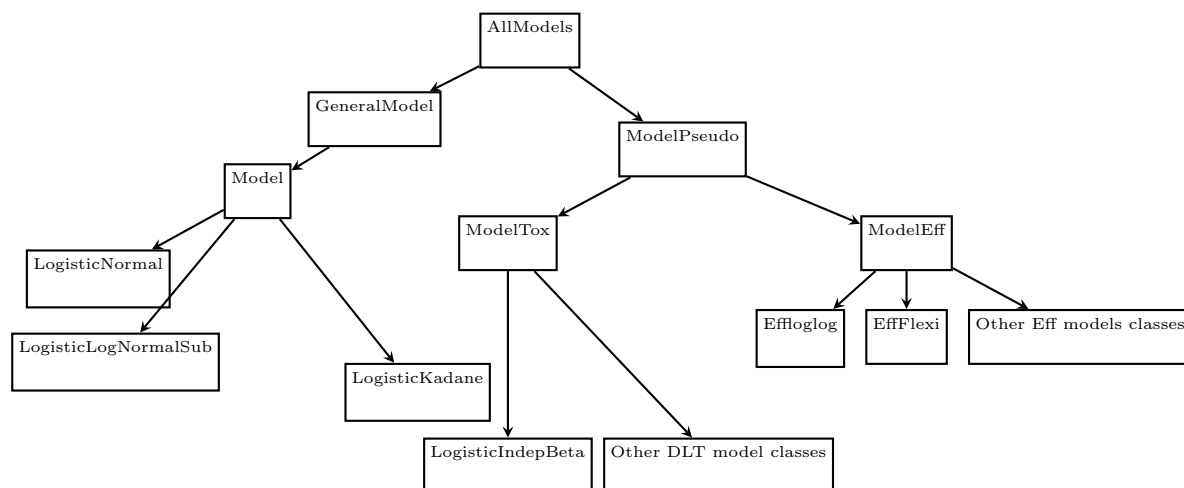 AllModels
GeneralModel
ModelPseudo
Model
ModelTox
ModelEff
LogisticNormal
Effloglog
EffFlexi
Other Eff models classes
LogisticLogNormalSub
LogisticKadane
LogisticIndepBeta
Other DLT model classes